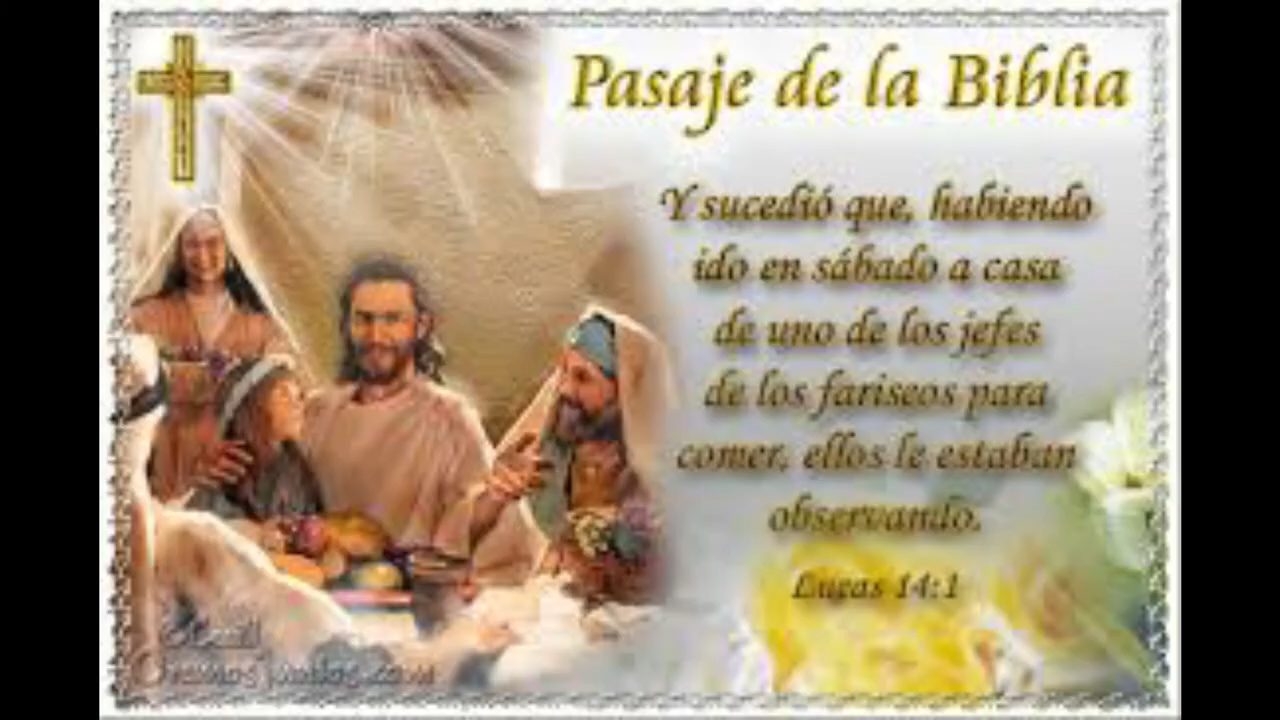 Pasaje de la Biblia
Y sucedió que, habiendo
ido en sábado a casa
de uno de los jefes
de los fariseos para
comer, ellos le estaban
observando.
Lucas 14:1